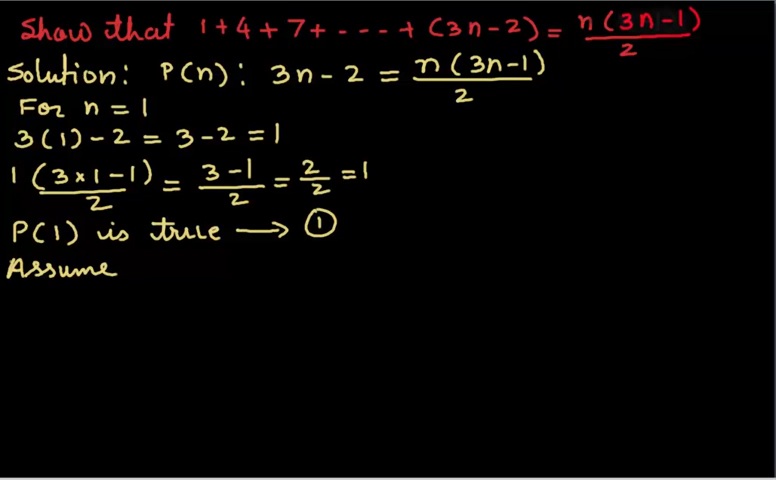 Show that 1+4+7+----+(3n-2) = n(3n-1)/2
Solution: P(n): 3n-2 = n(3n-1)/2
For n=1
3(1)-2 = 3-2 = 1
1(3×1-1)/2 = 3-1/2 = 2/2 = 1
P(1) is true → ①
Assume